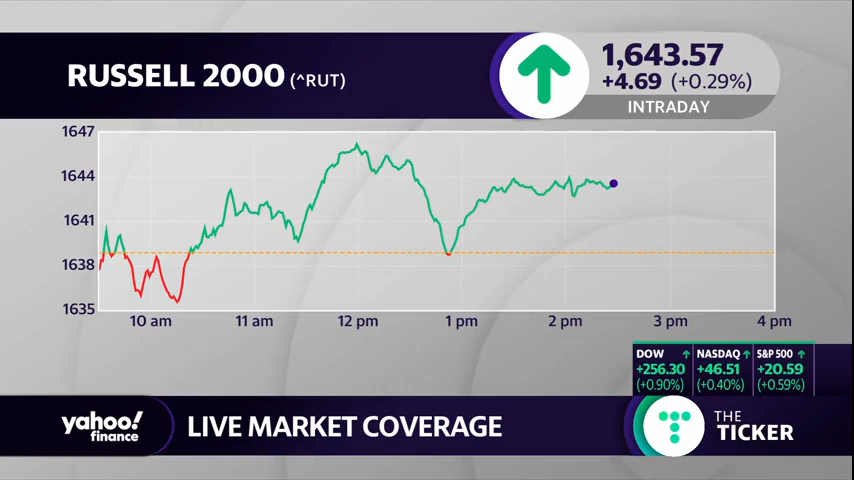 RUSSELL 2000 (^RUT)
1,643.57
+4.69 (+0.29%)
INTRADAY
1647
1644
1641
1638
1635
10 am 11 am 12 pm 1 pm 2 pm 3 pm 4 pm
DOW NASDAQ S&P 500
+256.30 +46.51 +20.59
(+0.90%) (+0.40%) (+0.59%)
yahoo!
finance
LIVE MARKET COVERAGE
THE
TICKER